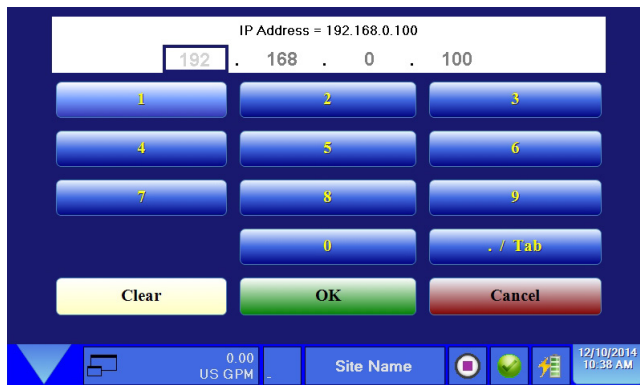 IP Address = 192.168.0.100
192 . 168 . 0 . 100
1 2 3
4 5 6
7 8 9
0 . / Tab
Clear OK Cancel
0.00
US GPM -
Site Name
12/10/2014
10:38 AM